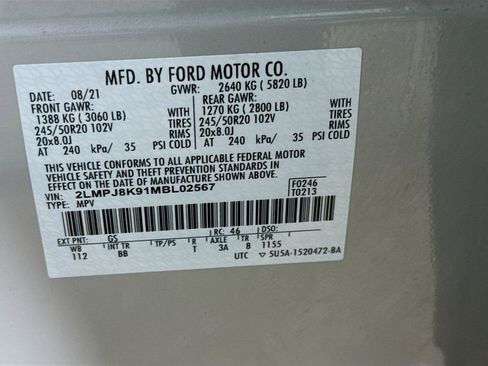 MFD. BY FORD MOTOR CO.
DATE: 08/21 GVWR: 2640 KG ( 5820 LB)
FRONT GAWR: REAR GAWR:
1388 KG ( 3060 LB) WITH 1270 KG ( 2800 LB) WITH
245/50R20 102V TIRES 245/50R20 102V TIRES
20x8.0J RIMS 20x8.0J RIMS
AT 240 kPa/ 35 PSI COLD AT 240 kPa/ 35 PSI COLD
THIS VEHICLE CONFORMS TO ALL APPLICABLE FEDERAL MOTOR
VEHICLE SAFETY AND THEFT PREVENTION STANDARDS IN
EFFECT ON THE DATE OF MANUFACTURE SHOWN ABOVE.
VIN: 2LMPJ8K91MBL02567 F0246
TYPE: MPV T0213
EXT PNT: GS RC: 46 DSO:
WB INT TR TP/PS R AXLE TR SPR
112 BB T 3A B 1155
UTC ▽ 5U5A-1520472-BA